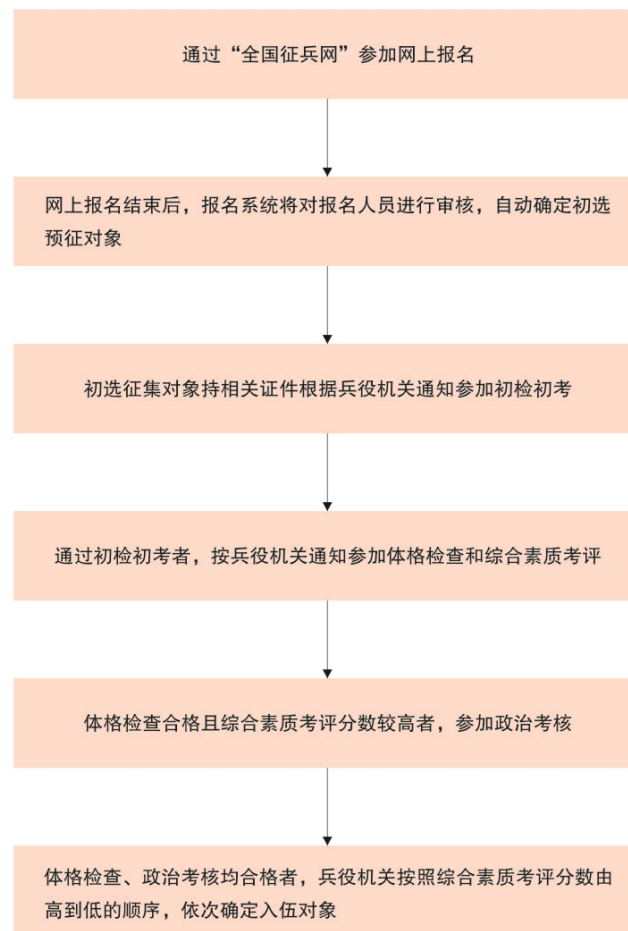 通过“全国征兵网”参加网上报名
网上报名结束后，报名系统将对报名人员进行审核，自动确定初选
预征对象
初选征集对象持相关证件根据兵役机关通知参加初检初考
通过初检初考者，按兵役机关通知参加体格检查和综合素质考评
体格检查合格且综合素质考评分数较高者，参加政治考核
体格检查、政治考核均合格者，兵役机关按照综合素质考评分数由
高到低的顺序，依次确定入伍对象